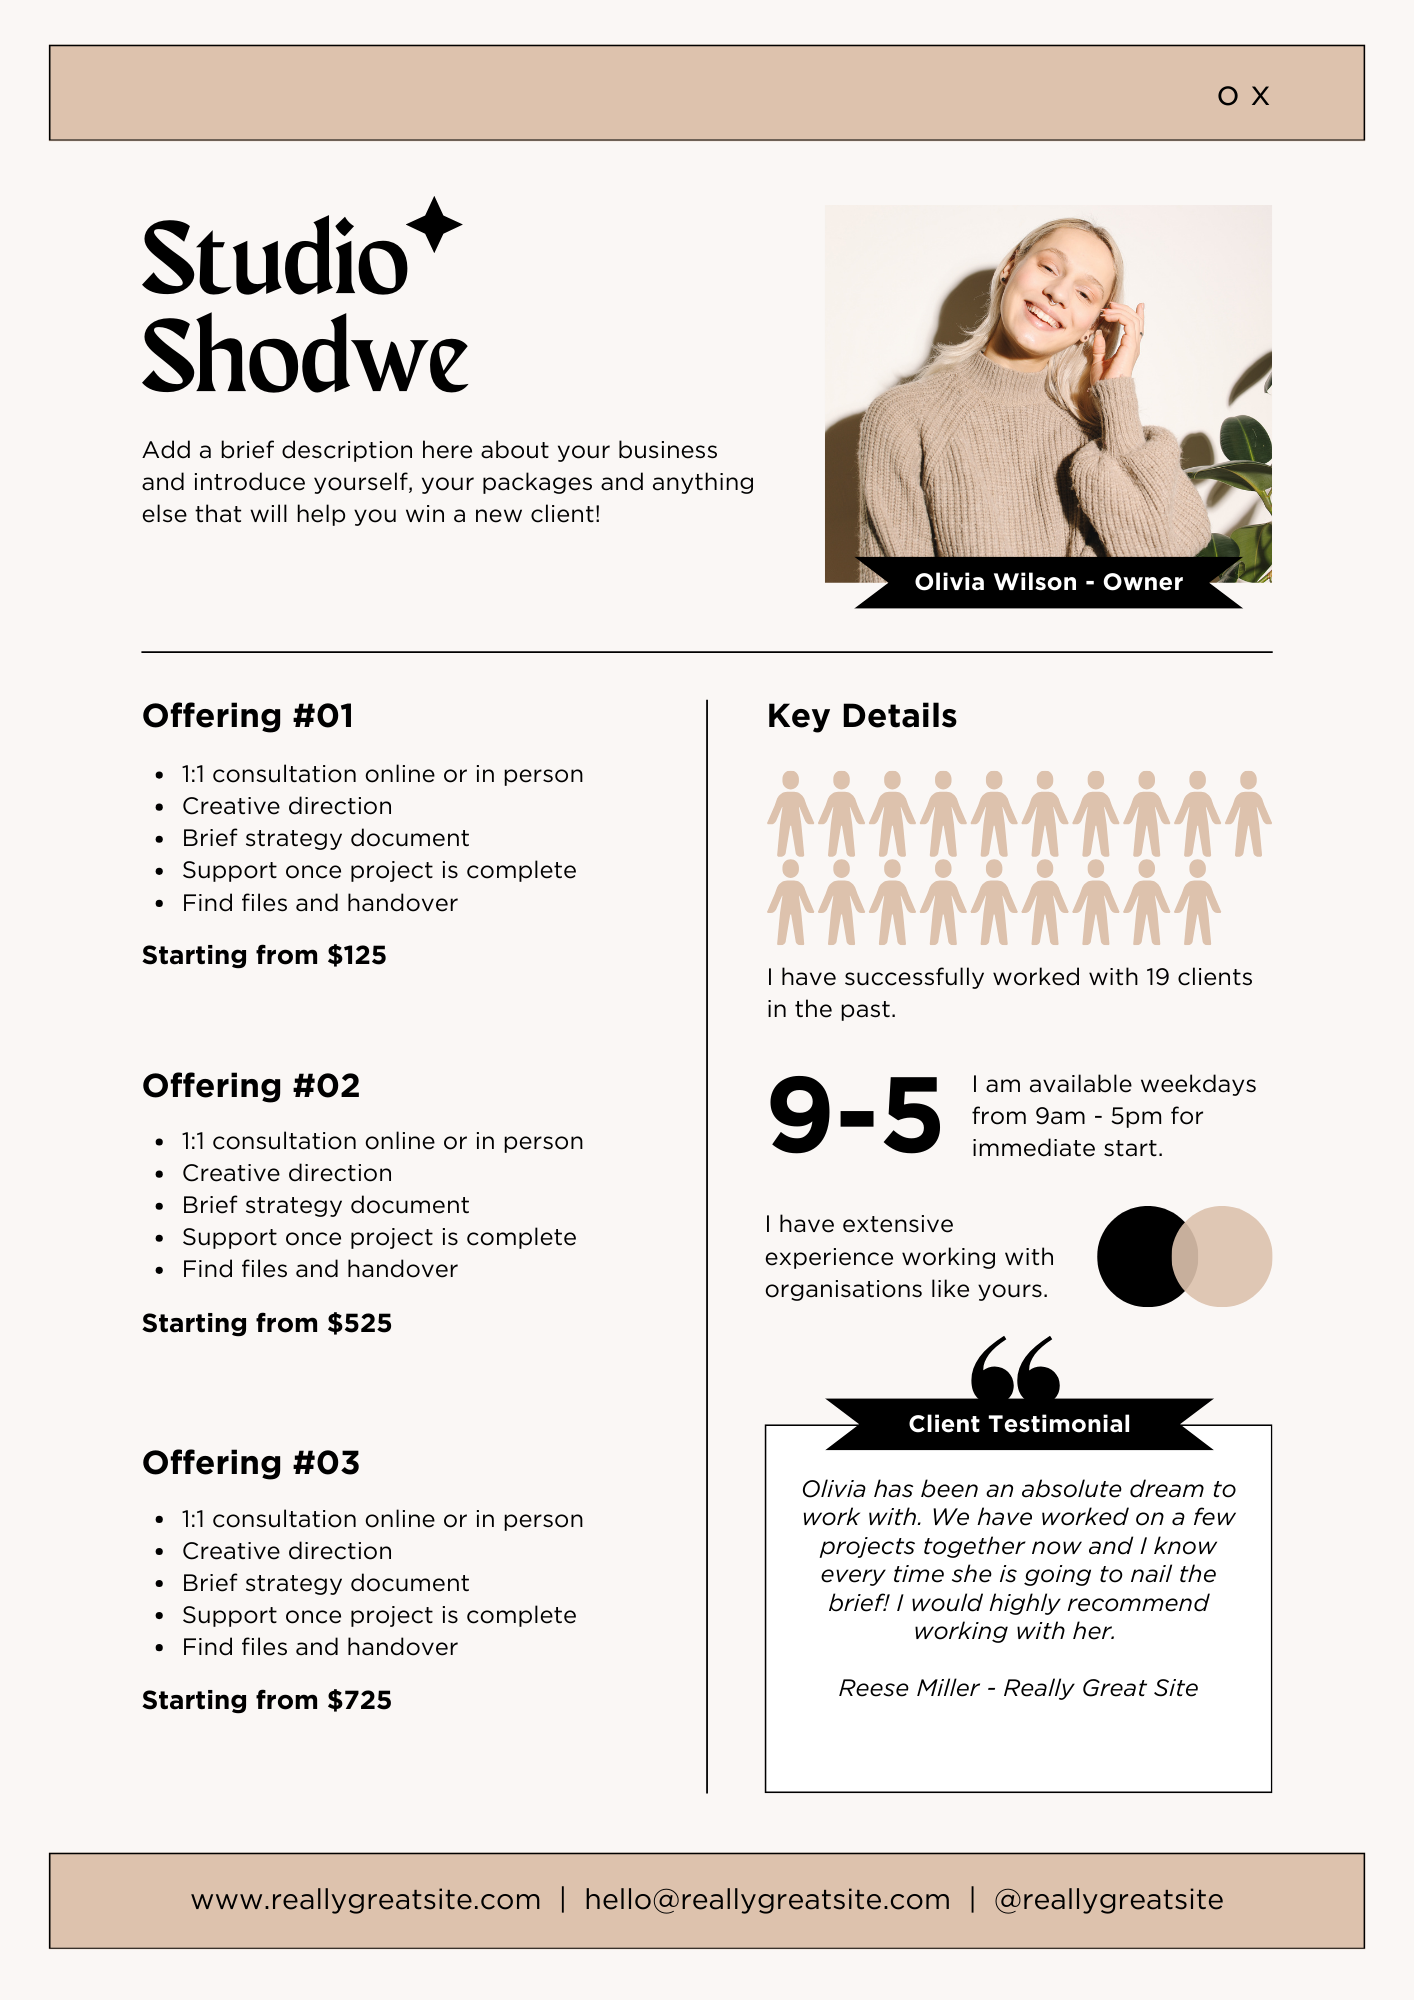 O X
Studio
Shodwe
Add a brief description here about your business
and introduce yourself, your packages and anything
else that will help you win a new client!
Olivia Wilson - Owner
Offering #01
• 1:1 consultation online or in person
• Creative direction
• Brief strategy document
• Support once project is complete
• Find files and handover
Starting from $125
Offering #02
• 1:1 consultation online or in person
• Creative direction
• Brief strategy document
• Support once project is complete
• Find files and handover
Starting from $525
Offering #03
• 1:1 consultation online or in person
• Creative direction
• Brief strategy document
• Support once project is complete
• Find files and handover
Starting from $725
Key Details
I have successfully worked with 19 clients
in the past.
9-5
I am available weekdays
from 9am - 5pm for
immediate start.
I have extensive
experience working with
organisations like yours.
Client Testimonial
Olivia has been an absolute dream to
work with. We have worked on a few
projects together now and I know
every time she is going to nail the
brief! I would highly recommend
working with her.
Reese Miller - Really Great Site
www.reallygreatsite.com | hello@reallygreatsite.com | @reallygreatsite